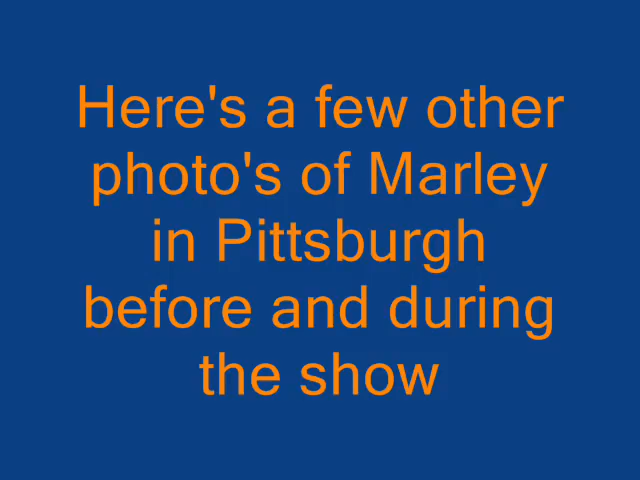 Here's a few other
photo's of Marley
in Pittsburgh
before and during
the show